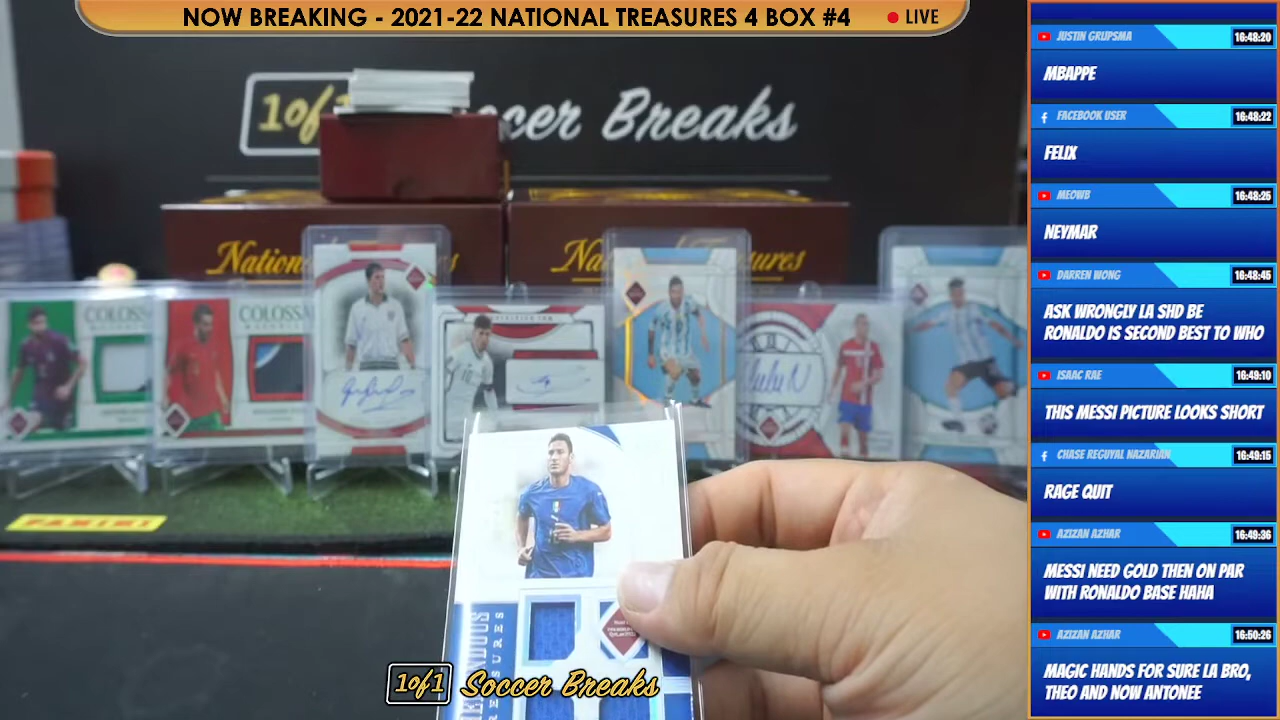 NOW BREAKING - 2021-22 NATIONAL TREASURES 4 BOX #4
LIVE
1of1 Soccer Breaks
National Treasures
COLOSSAL
COLOSSAL
PANINI
TREASURES
1of1 Soccer Breaks
JUSTIN GRIJPSMA 16:48:20
MBAPPE
FACEBOOK USER 16:48:22
FELIX
MEOWB 16:48:25
NEYMAR
DARREN WONG 16:48:45
ASK WRONGLY LA SHD BE
RONALDO IS SECOND BEST TO WHO
ISAAC RAE 16:49:10
THIS MESSI PICTURE LOOKS SHORT
CHASE REGUYAL NAZARIAN 16:49:15
RAGE QUIT
AZIZAN AZHAR 16:49:36
MESSI NEED GOLD THEN ON PAR
WITH RONALDO BASE HAHA
AZIZAN AZHAR 16:50:26
MAGIC HANDS FOR SURE LA BRO,
THEO AND NOW ANTONEE